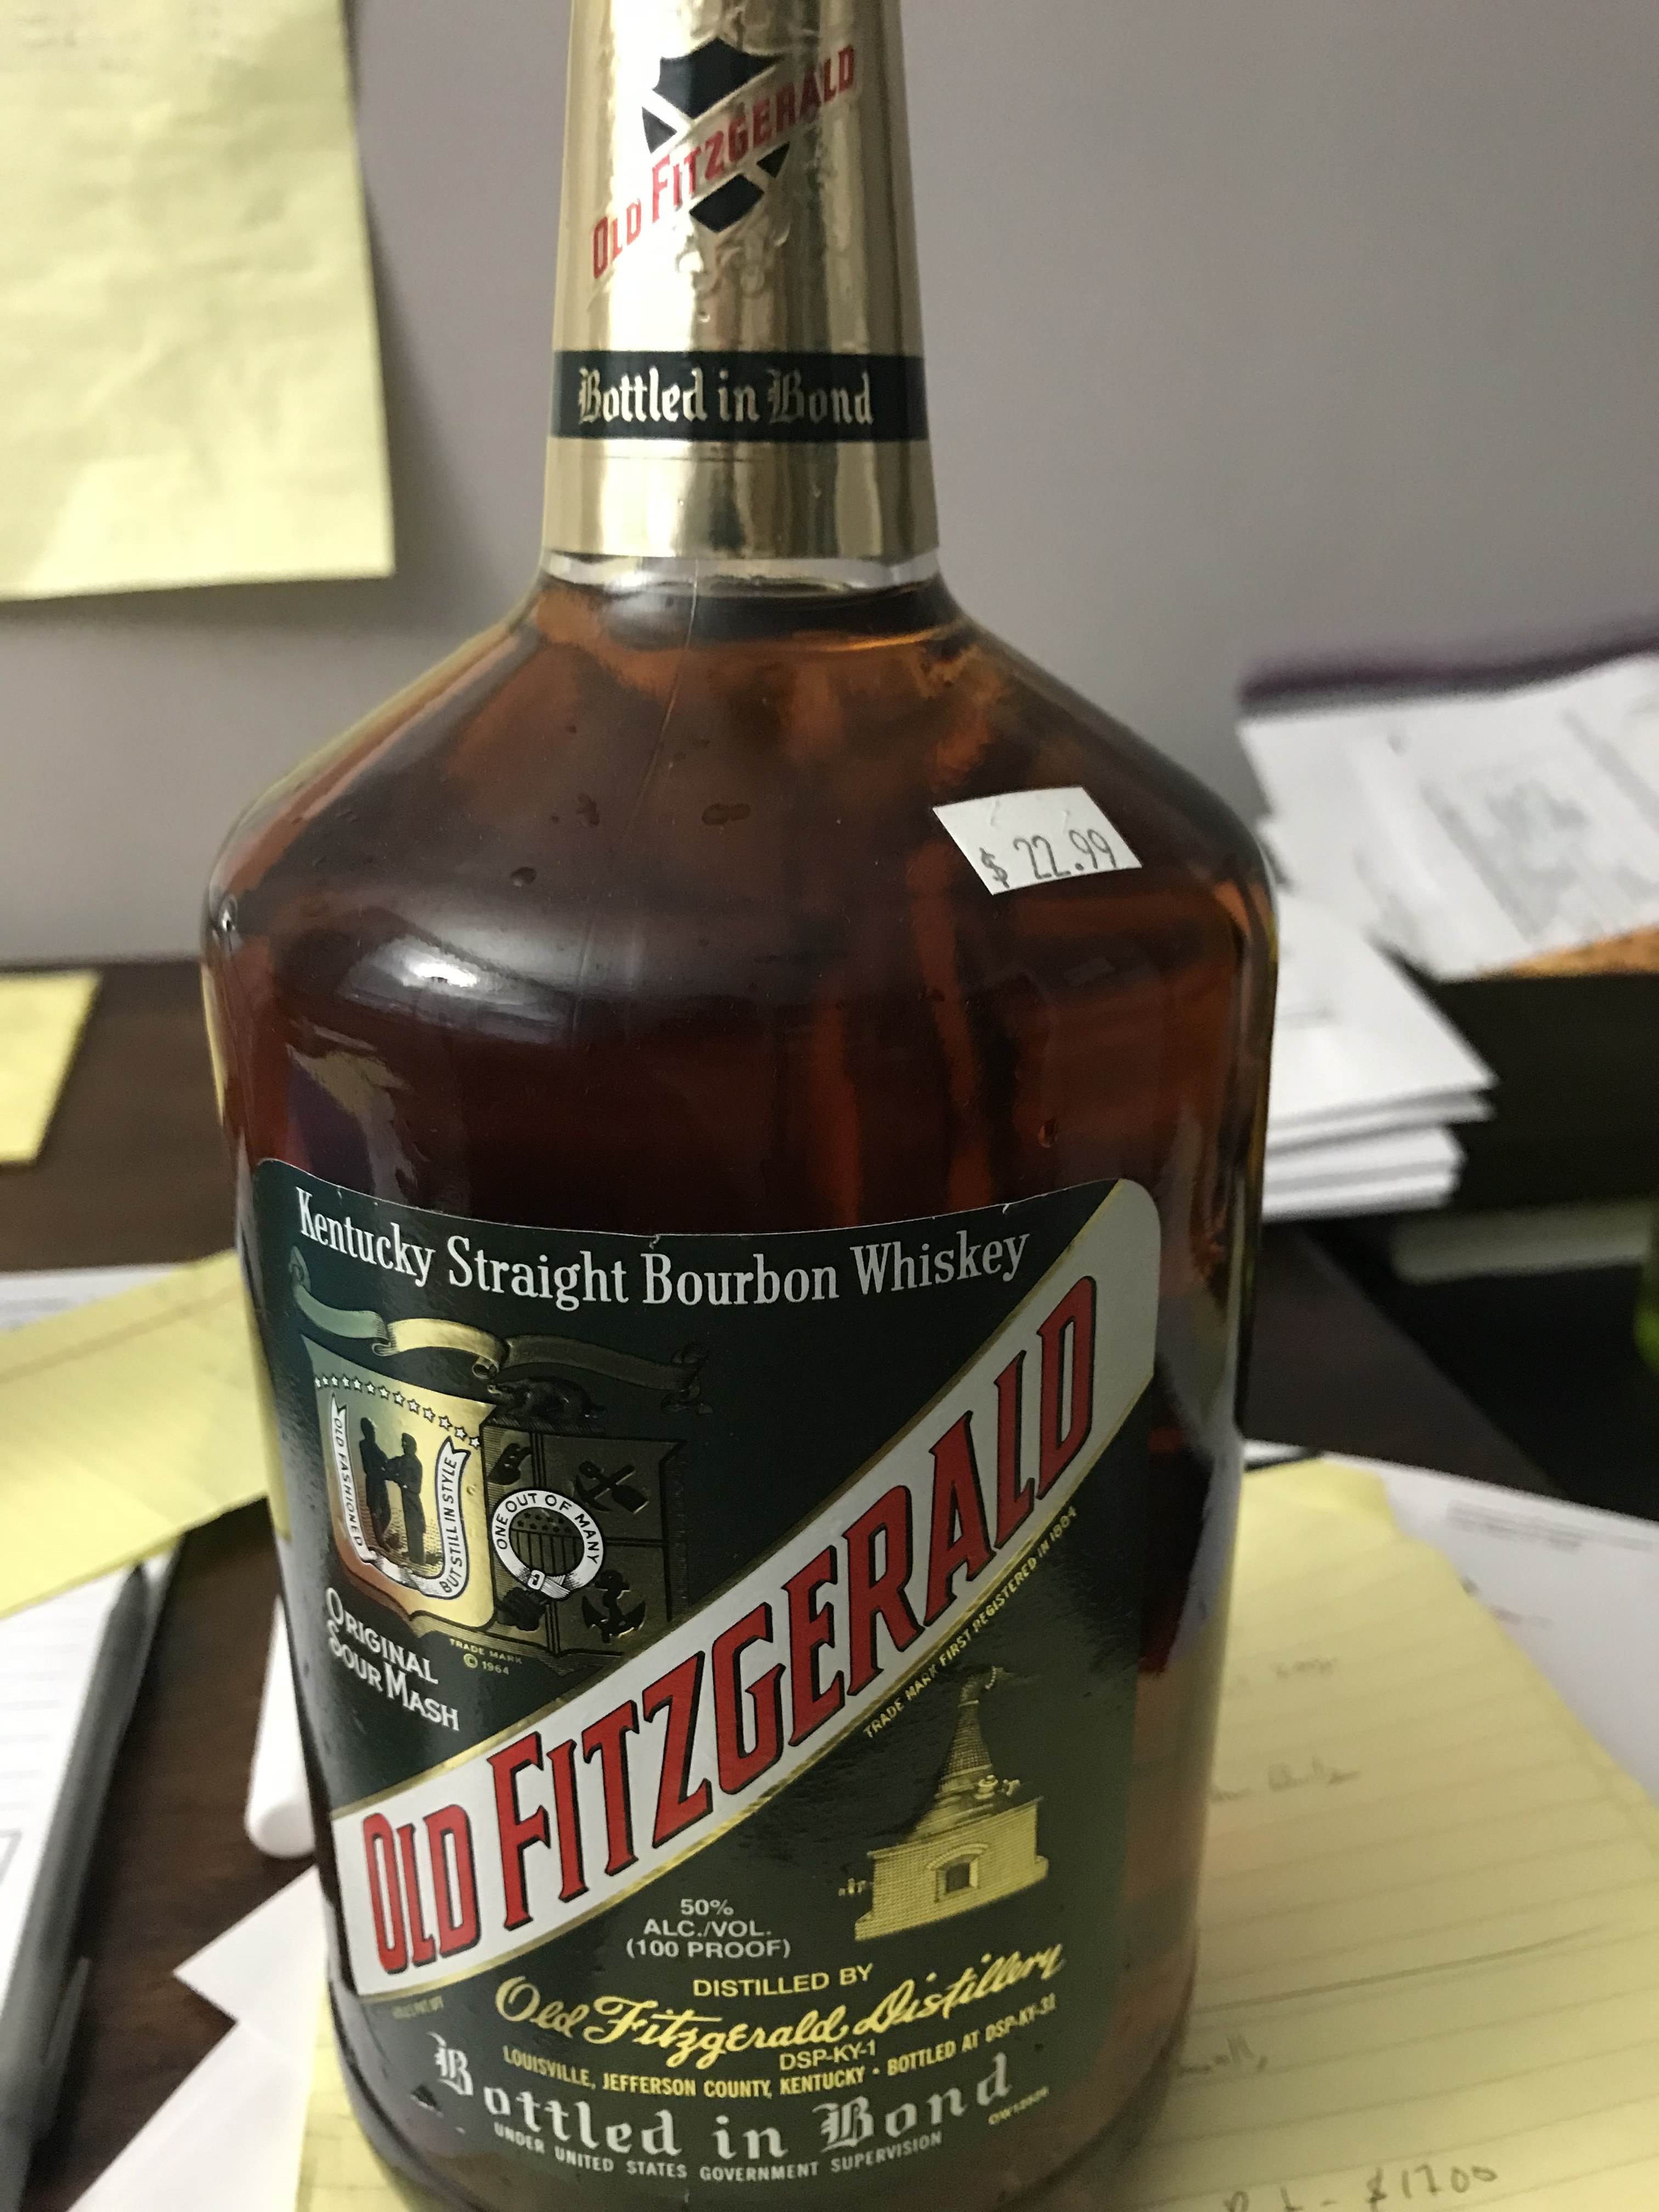 OLD FITZGERALD
Bottled in Bond
$ 22.99
Kentucky Straight Bourbon Whiskey
OLD FASHIONED
BUT STILL IN STYLE
ONE OUT OF MANY
ORIGINAL
SOUR MASH
TRADE MARK
© 1964
OLD FITZGERALD
TRADE MARK FIRST REGISTERED IN 1884
50%
ALC./VOL.
(100 PROOF)
DISTILLED BY
Old Fitzgerald Distillery
DSP-KY-1
LOUISVILLE, JEFFERSON COUNTY, KENTUCKY • BOTTLED AT DSP-KY-31
Bottled in Bond
UNDER UNITED STATES GOVERNMENT SUPERVISION
- $1700